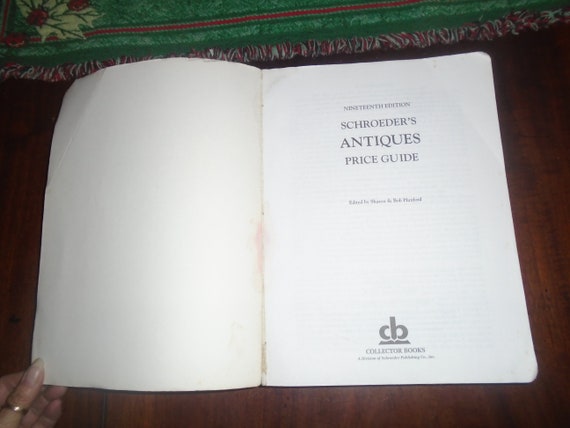 NINETEENTH EDITION
SCHROEDER'S
ANTIQUES
PRICE GUIDE
Edited by Sharon & Bob Huxford
cb
COLLECTOR BOOKS
A Division of Schroeder Publishing Co., Inc.